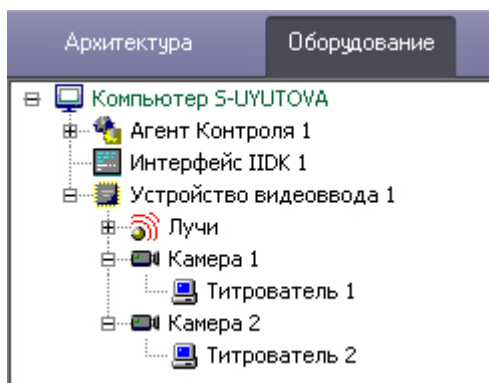 Архитектура Оборудование
Компьютер S-UYUTOVA
Агент Контроля 1
Интерфейс IIDK 1
Устройство видеоввода 1
Лучи
Камера 1
Титрователь 1
Камера 2
Титрователь 2